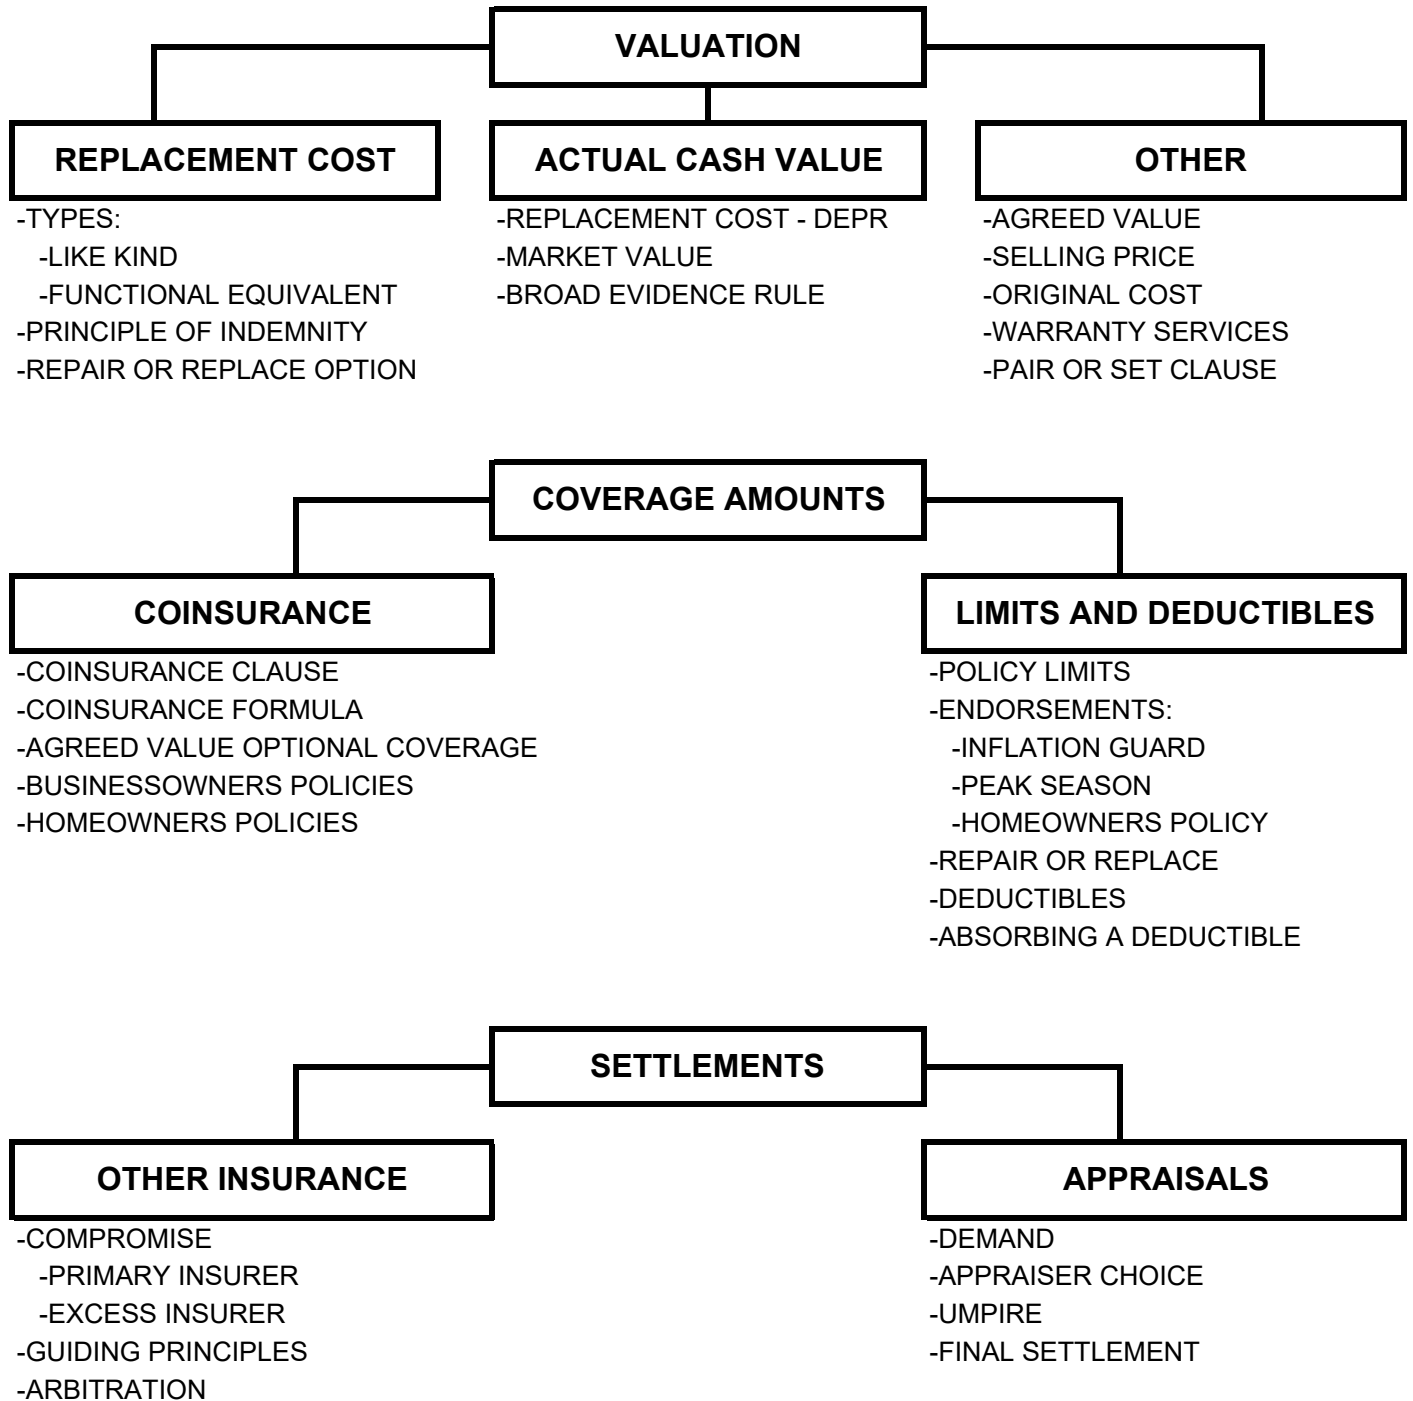 VALUATION
REPLACEMENT COST
-TYPES:
-LIKE KIND
-FUNCTIONAL EQUIVALENT
-PRINCIPLE OF INDEMNITY
-REPAIR OR REPLACE OPTION
ACTUAL CASH VALUE
-REPLACEMENT COST - DEPR
-MARKET VALUE
-BROAD EVIDENCE RULE
OTHER
-AGREED VALUE
-SELLING PRICE
-ORIGINAL COST
-WARRANTY SERVICES
-PAIR OR SET CLAUSE
COVERAGE AMOUNTS
COINSURANCE
-COINSURANCE CLAUSE
-COINSURANCE FORMULA
-AGREED VALUE OPTIONAL COVERAGE
-BUSINESSOWNERS POLICIES
-HOMEOWNERS POLICIES
LIMITS AND DEDUCTIBLES
-POLICY LIMITS
-ENDORSEMENTS:
-INFLATION GUARD
-PEAK SEASON
-HOMEOWNERS POLICY
-REPAIR OR REPLACE
-DEDUCTIBLES
-ABSORBING A DEDUCTIBLE
SETTLEMENTS
OTHER INSURANCE
-COMPROMISE
-PRIMARY INSURER
-EXCESS INSURER
-GUIDING PRINCIPLES
-ARBITRATION
APPRAISALS
-DEMAND
-APPRAISER CHOICE
-UMPIRE
-FINAL SETTLEMENT